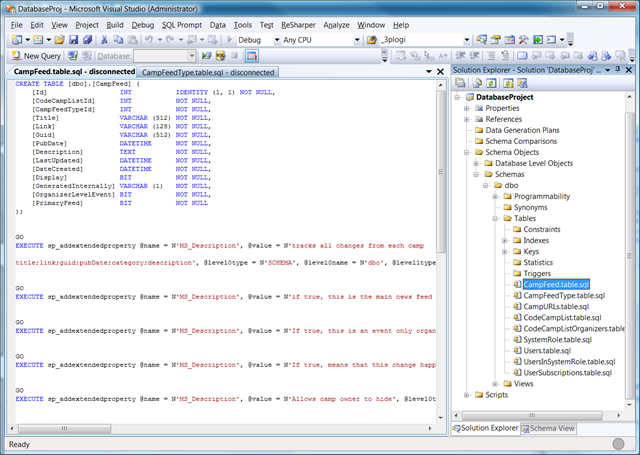 DatabaseProj - Microsoft Visual Studio (Administrator)
File Edit View Project Build Debug SQL Prompt Data Tools Test ReSharper Analyze Window Help
Debug Any CPU _3plogi
New Query Database:
CampFeed.table.sql - disconnected CampFeedType.table.sql - disconnected
CREATE TABLE [dbo].[CampFeed] (
[Id] INT IDENTITY (1, 1) NOT NULL,
[CodeCampListId] INT NOT NULL,
[CampFeedTypeId] INT NOT NULL,
[Title] VARCHAR (512) NOT NULL,
[Link] VARCHAR (128) NOT NULL,
[Guid] VARCHAR (512) NOT NULL,
[PubDate] DATETIME NOT NULL,
[Description] TEXT NOT NULL,
[LastUpdated] DATETIME NOT NULL,
[DateCreated] DATETIME NOT NULL,
[Display] BIT NOT NULL,
[GeneratedInternally] VARCHAR (1) NOT NULL,
[OrganizerLevelEvent] BIT NOT NULL,
[PrimaryFeed] BIT NOT NULL
);
GO
EXECUTE sp_addextendedproperty @name = N'MS_Description', @value = N'tracks all changes from each camp
title;link;guid;pubDate;category;description', @level0type = N'SCHEMA', @level0name = N'dbo', @level1type
GO
EXECUTE sp_addextendedproperty @name = N'MS_Description', @value = N'if true, this is the main news feed
GO
EXECUTE sp_addextendedproperty @name = N'MS_Description', @value = N'If true, this is an event only organ
GO
EXECUTE sp_addextendedproperty @name = N'MS_Description', @value = N'If true, means that this change happ
GO
EXECUTE sp_addextendedproperty @name = N'MS_Description', @value = N'Allows camp owner to hide', @level0t
Solution Explorer - Solution 'DatabaseProj' ...
DatabaseProject
Properties
References
Data Generation Plans
Schema Comparisons
Schema Objects
Database Level Objects
Schemas
dbo
Programmability
Synonyms
Tables
Constraints
Indexes
Keys
Statistics
Triggers
CampFeed.table.sql
CampFeedType.table.sql
CampURLs.table.sql
CodeCampList.table.sql
CodeCampListOrganizers.table.sql
SystemRole.table.sql
Users.table.sql
UsersInSystemRole.table.sql
UserSubscriptions.table.sql
Views
Scripts
Solution Explorer Schema View
Ready